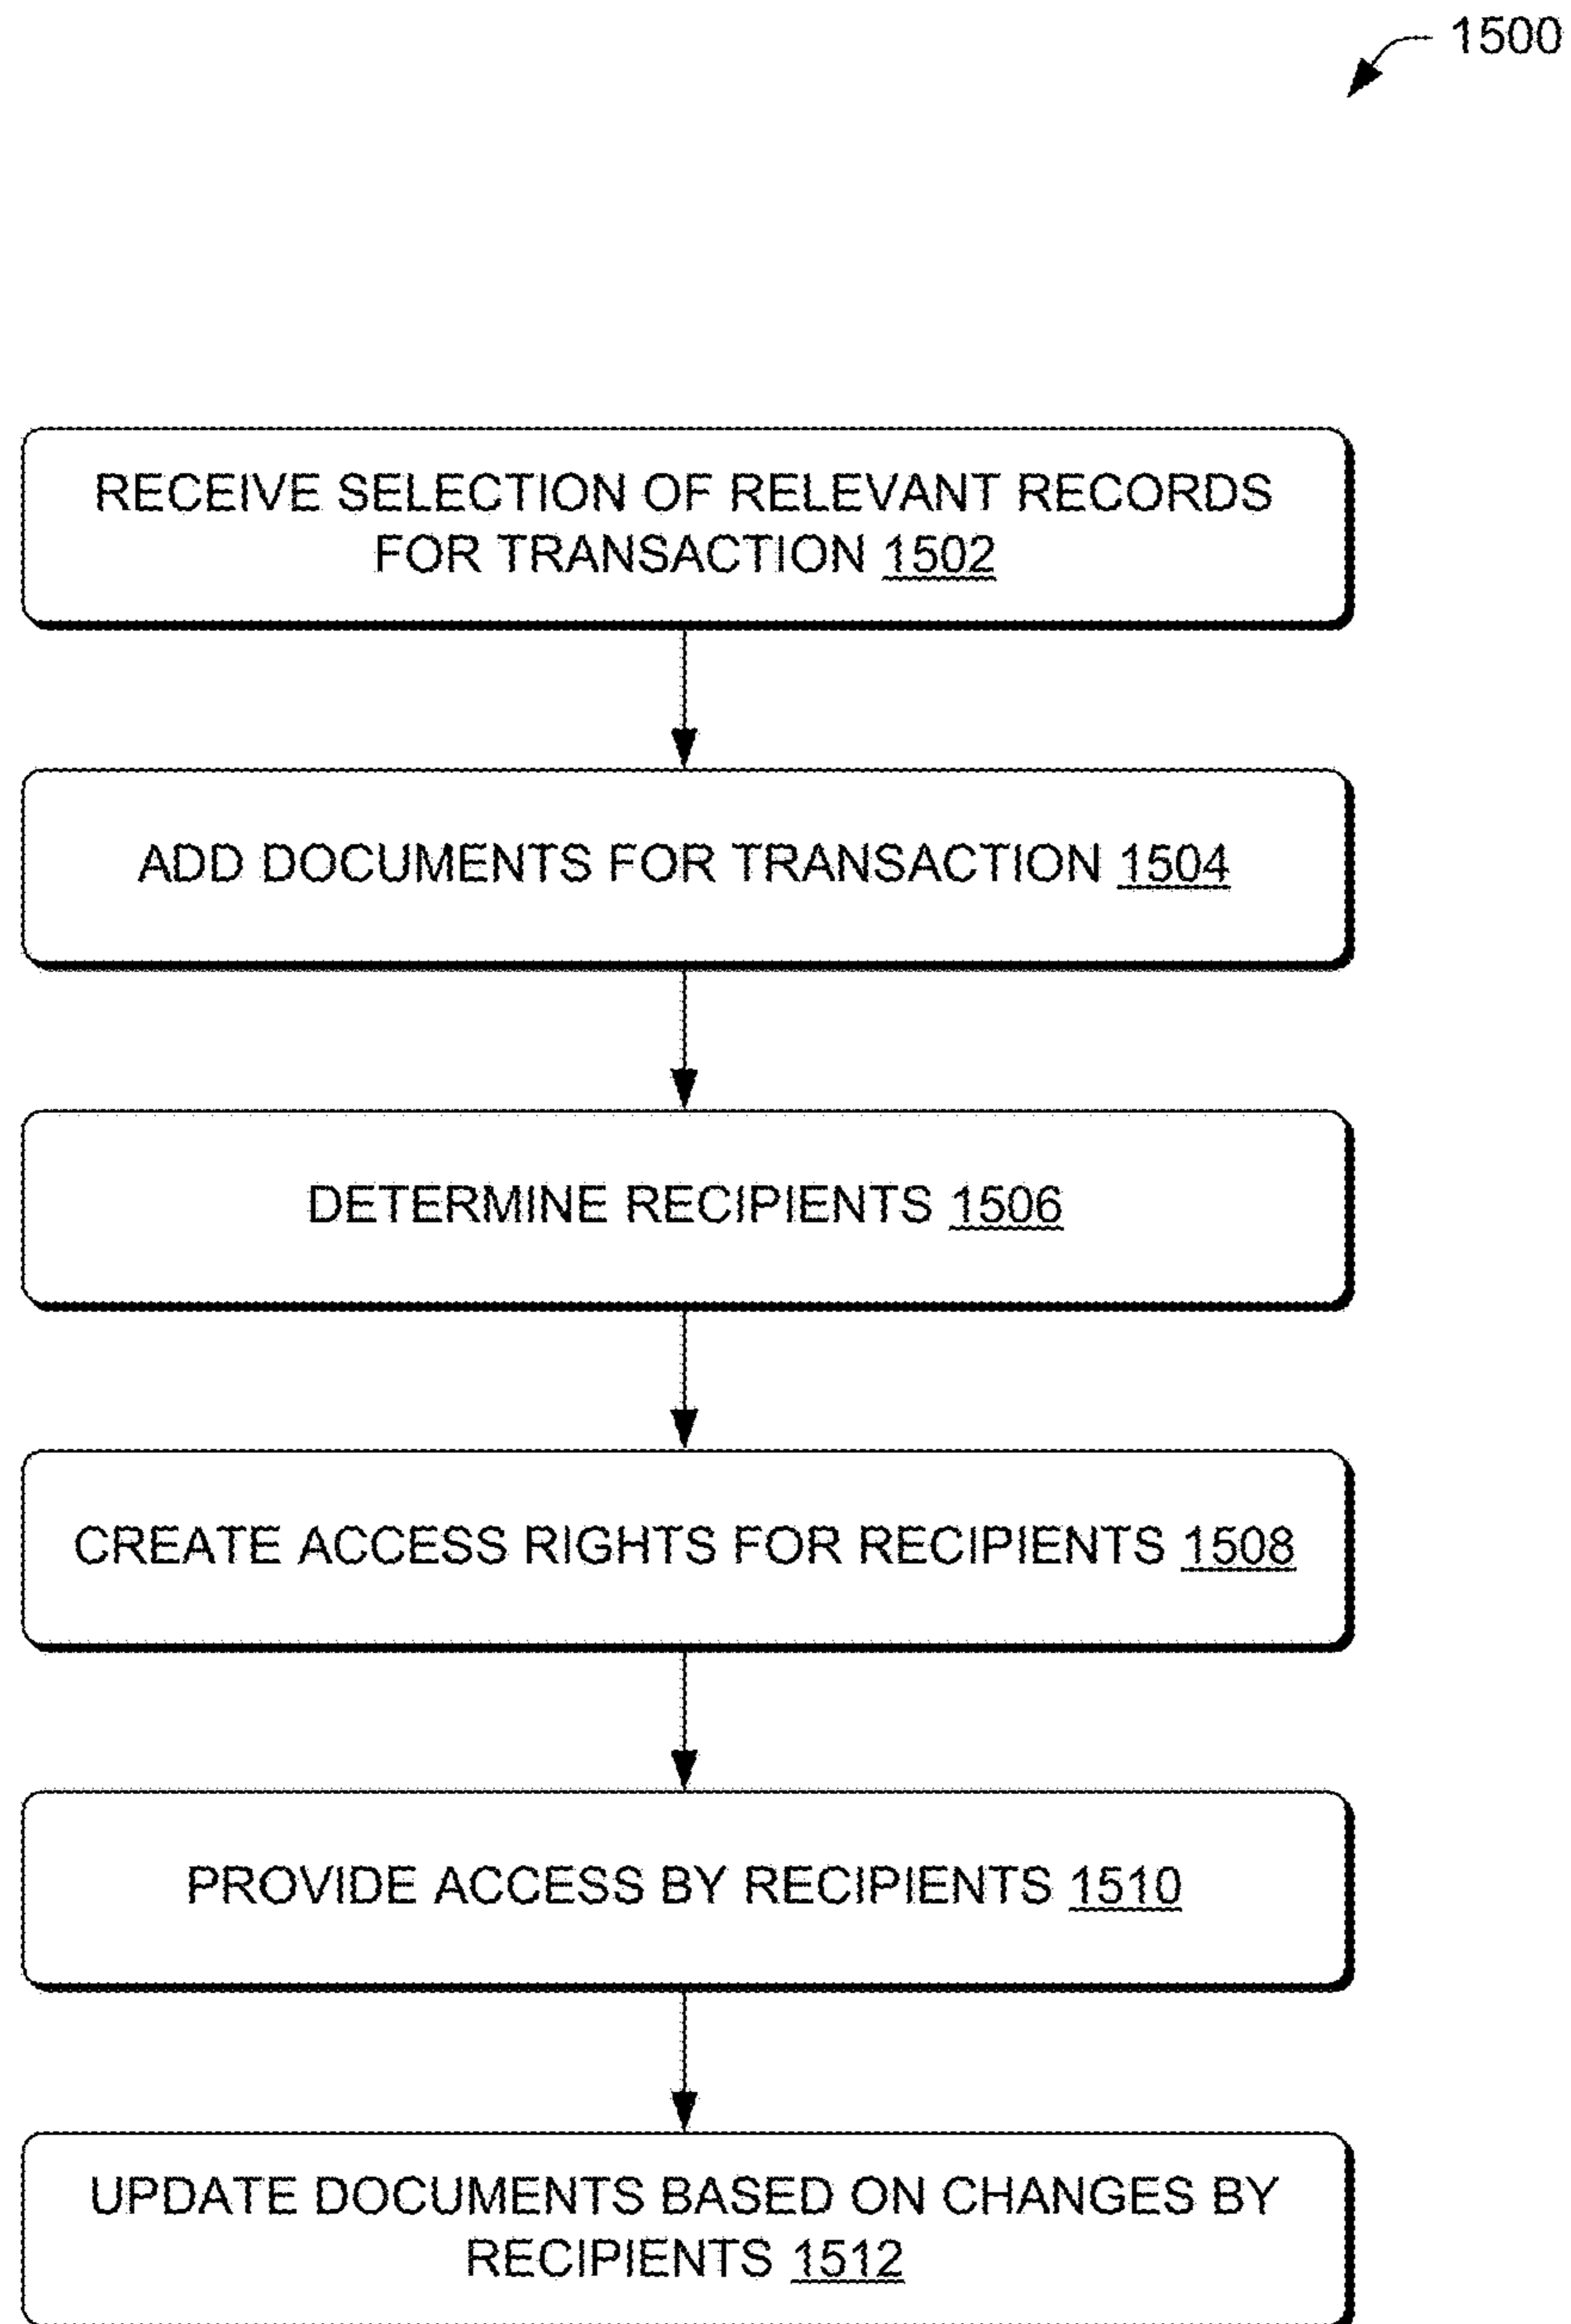 1500
RECEIVE SELECTION OF RELEVANT RECORDS
FOR TRANSACTION 1502
ADD DOCUMENTS FOR TRANSACTION 1504
DETERMINE RECIPIENTS 1506
CREATE ACCESS RIGHTS FOR RECIPIENTS 1508
PROVIDE ACCESS BY RECIPIENTS 1510
UPDATE DOCUMENTS BASED ON CHANGES BY
RECIPIENTS 1512